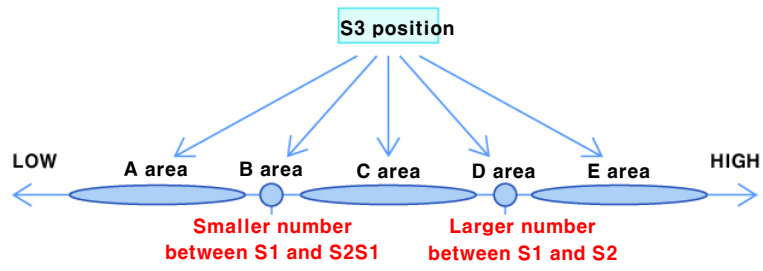 S3 position
LOW
A area
B area
C area
D area
E area
HIGH
Smaller number
between S1 and S2S1
Larger number
between S1 and S2